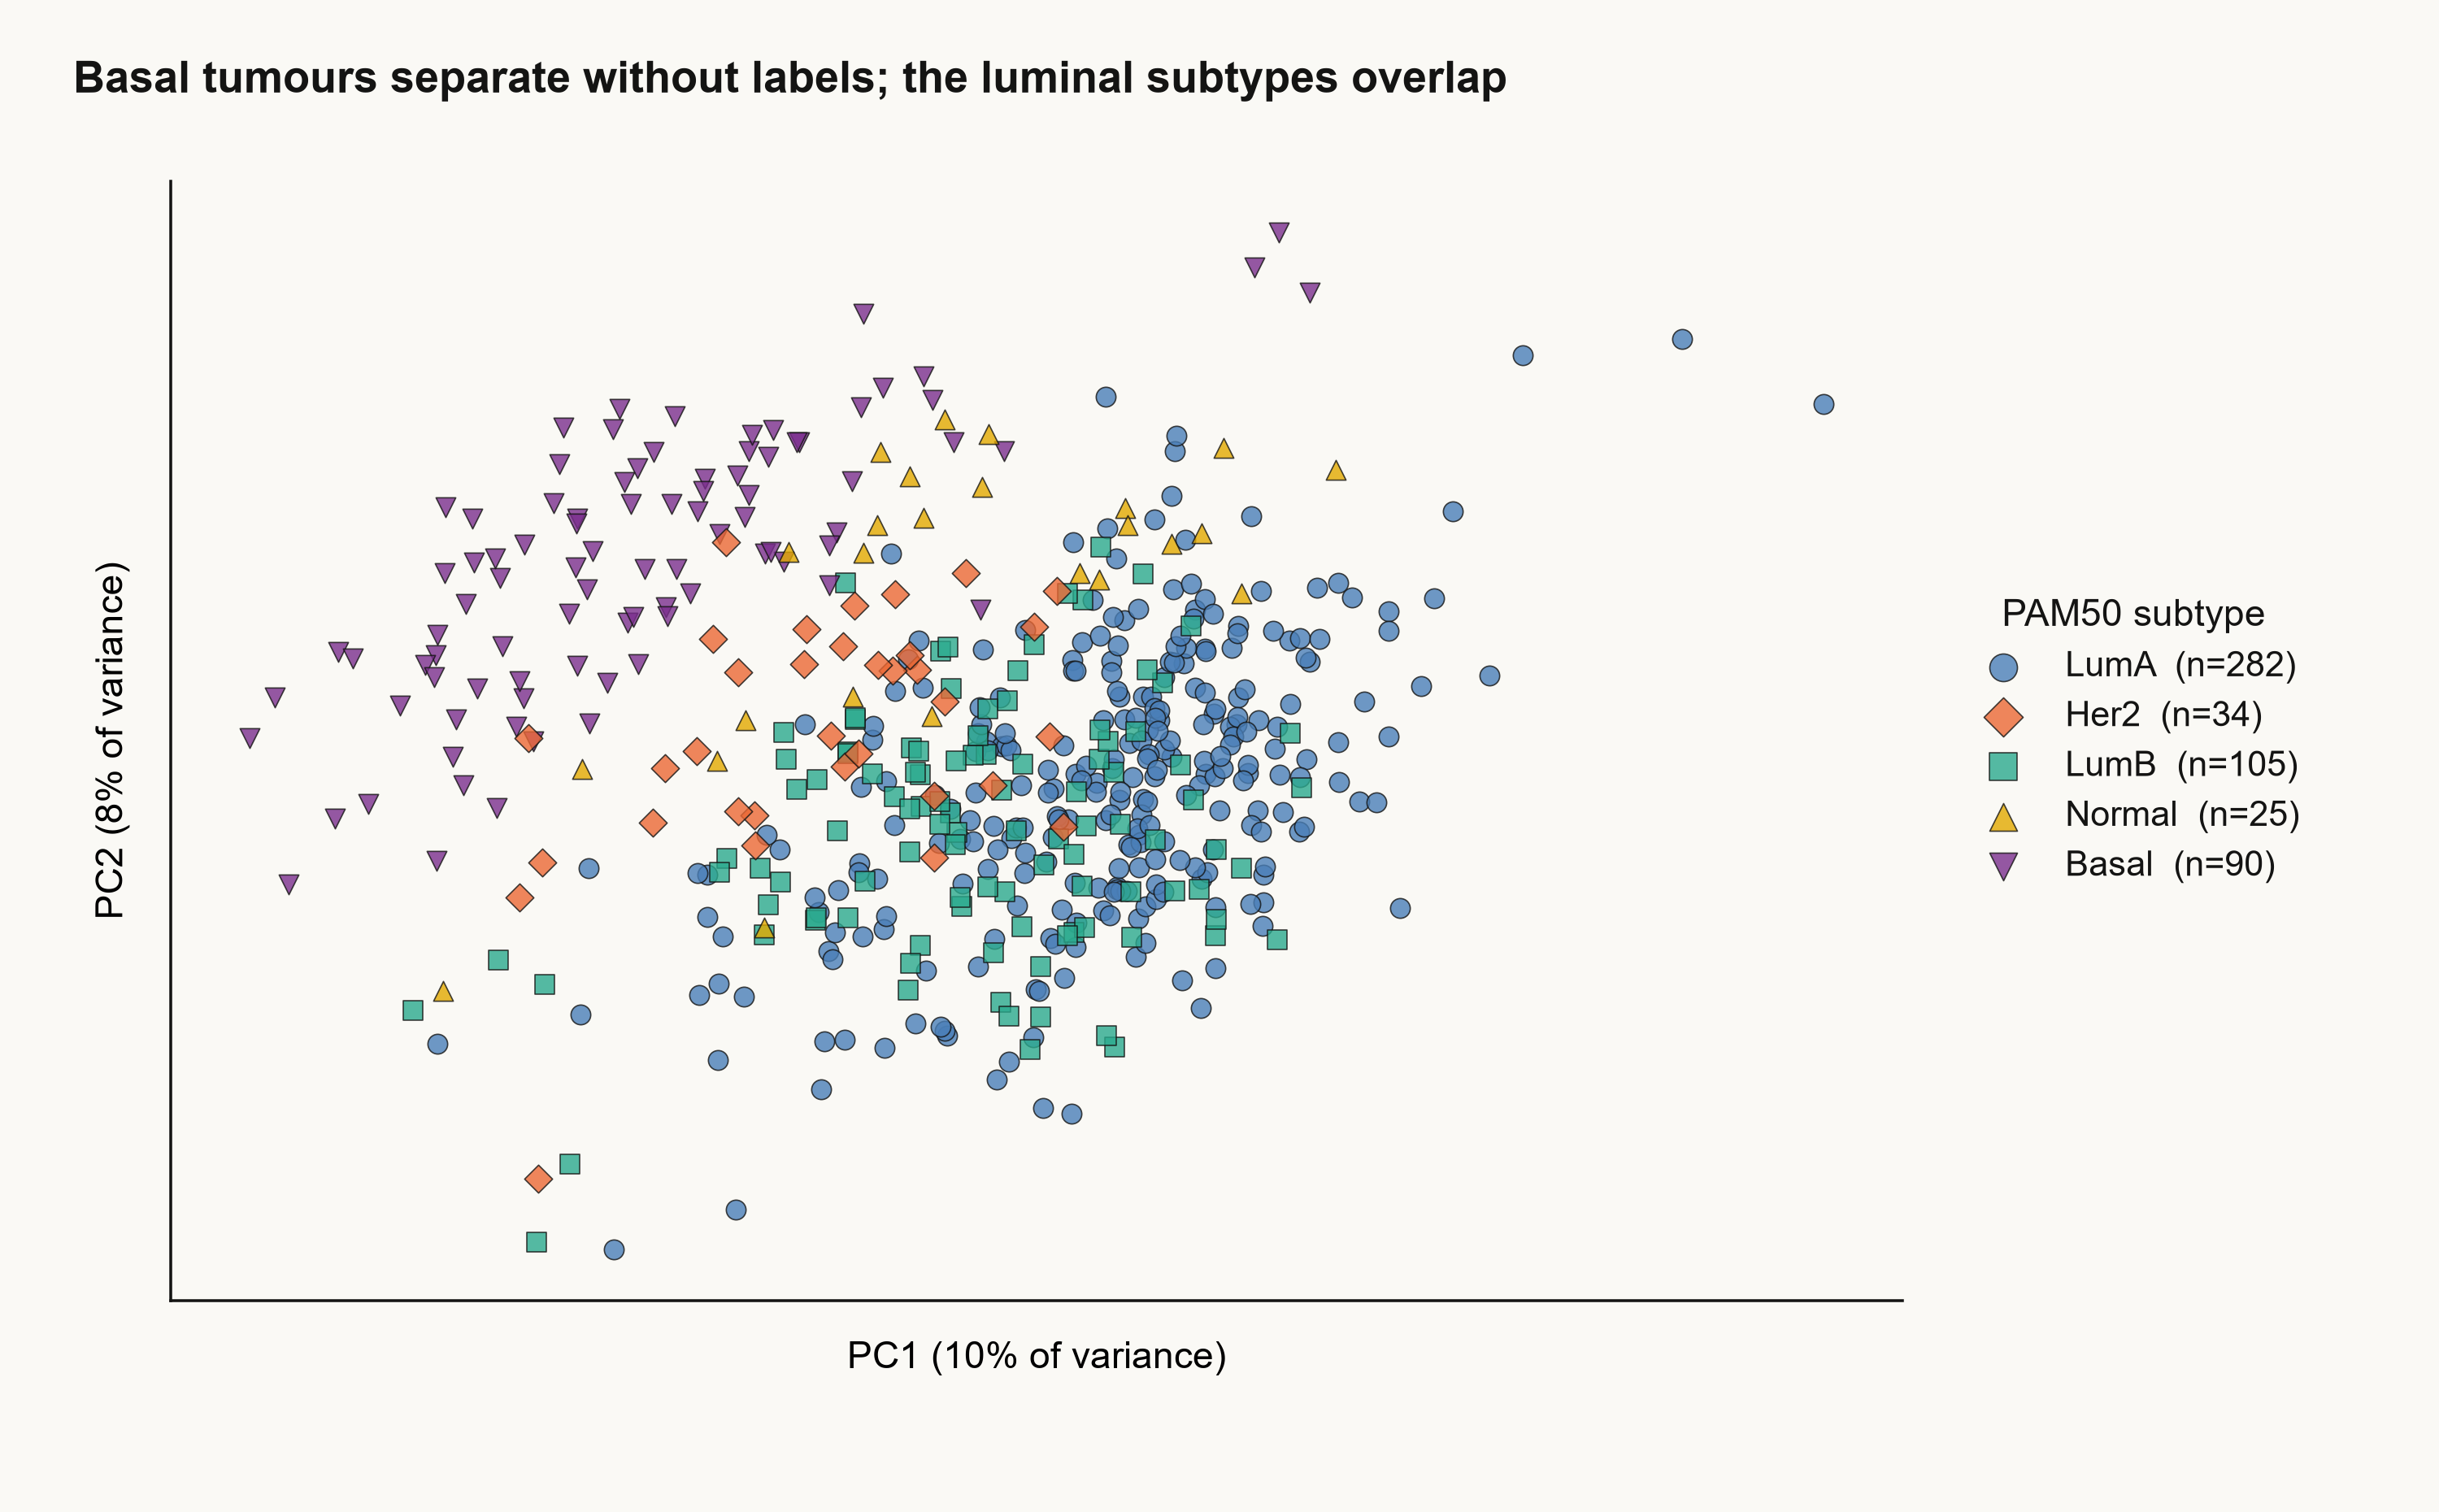 Basal tumours separate without labels; the luminal subtypes overlap
PC2 (8% of variance)
PC1 (10% of variance)
PAM50 subtype
LumA (n=282)
Her2 (n=34)
LumB (n=105)
Normal (n=25)
Basal (n=90)